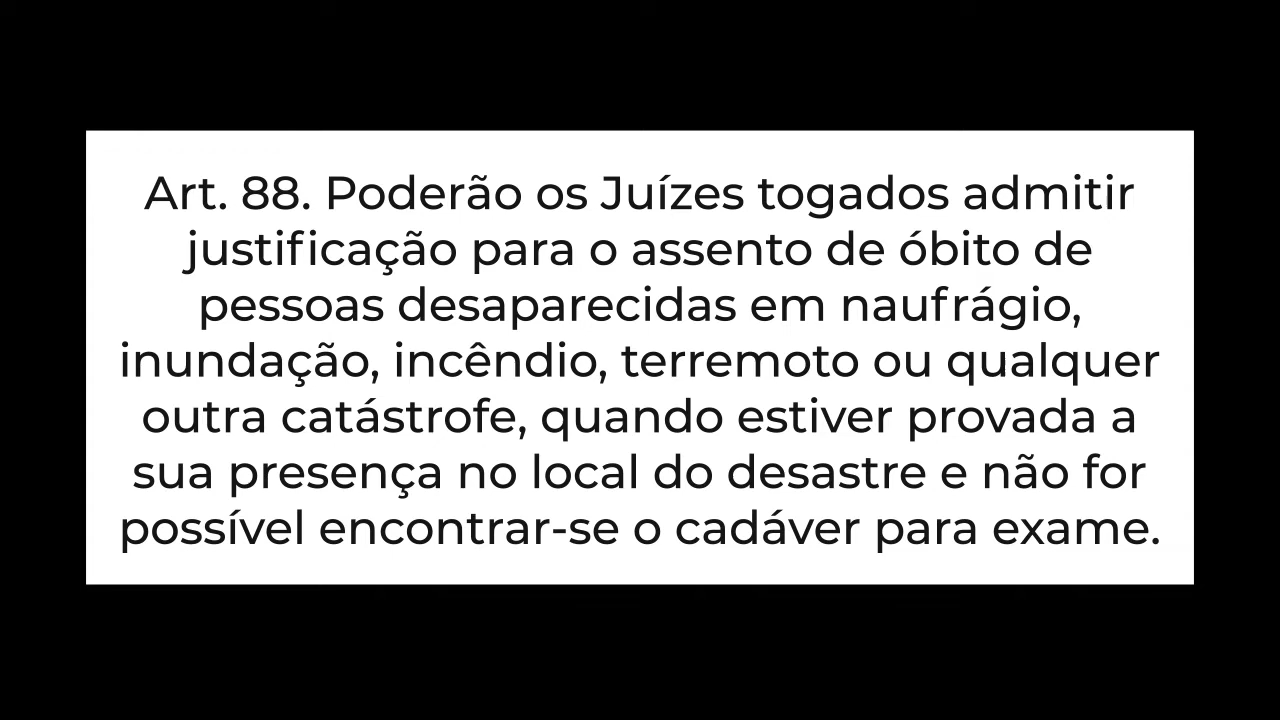 Art. 88. Poderão os Juízes togados admitir
justificação para o assento de óbito de
pessoas desaparecidas em naufrágio,
inundação, incêndio, terremoto ou qualquer
outra catástrofe, quando estiver provada a
sua presença no local do desastre e não for
possível encontrar-se o cadáver para exame.